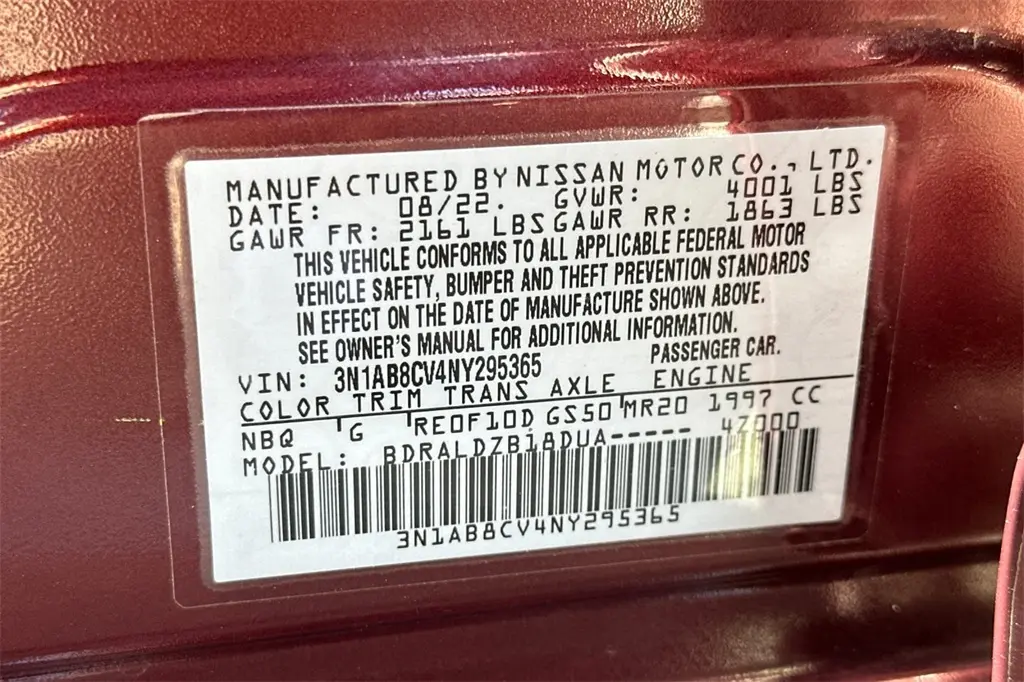 MANUFACTURED BY NISSAN MOTOR CO., LTD.
DATE: 08/22. GVWR: 4001 LBS
GAWR FR: 2161 LBS GAWR RR: 1863 LBS
THIS VEHICLE CONFORMS TO ALL APPLICABLE FEDERAL MOTOR
VEHICLE SAFETY, BUMPER AND THEFT PREVENTION STANDARDS
IN EFFECT ON THE DATE OF MANUFACTURE SHOWN ABOVE.
SEE OWNER'S MANUAL FOR ADDITIONAL INFORMATION.
VIN: 3N1AB8CV4NY295365 PASSENGER CAR.
COLOR TRIM TRANS AXLE ENGINE
NBQ G RE0F10D GS50 MR20 1997 CC
MODEL: BDRALDZB18DUA----- 4Z000
3N1AB8CV4NY295365